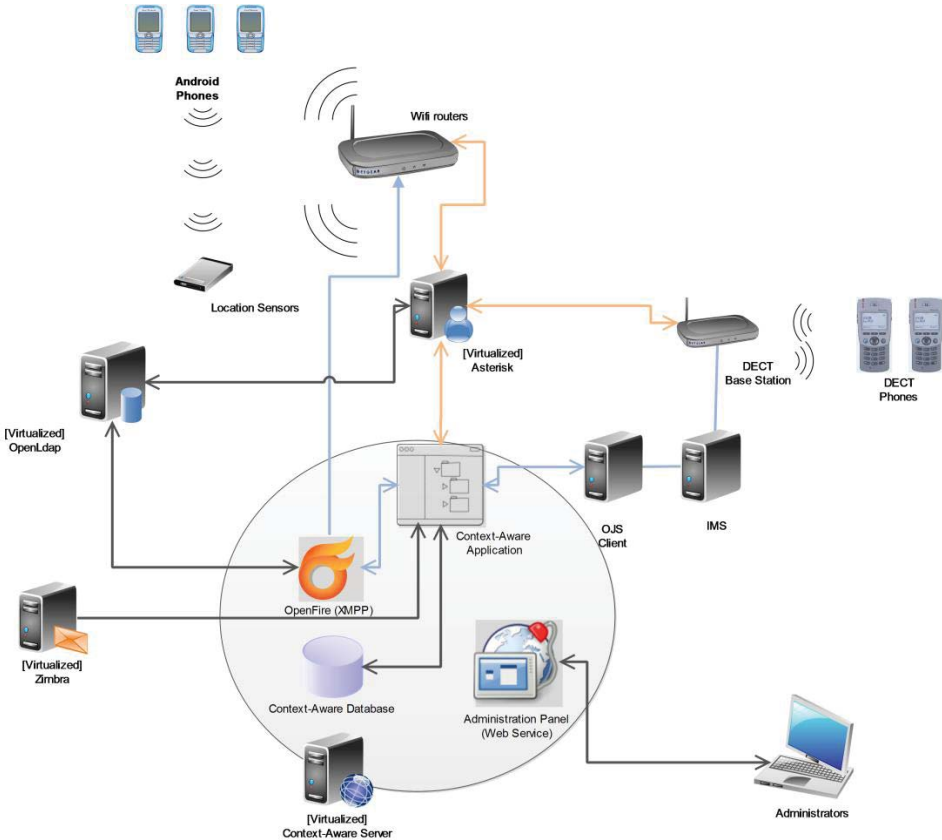 Android
Phones
Wifi routers
NETGEAR
Location Sensors
[Virtualized]
Asterisk
DECT
Base Station
DECT
Phones
[Virtualized]
OpenLdap
OJS
Client
IMS
Context-Aware
Application
OpenFire (XMPP)
[Virtualized]
Zimbra
Context-Aware Database
Administration Panel
(Web Service)
[Virtualized]
Context-Aware Server
Administrators